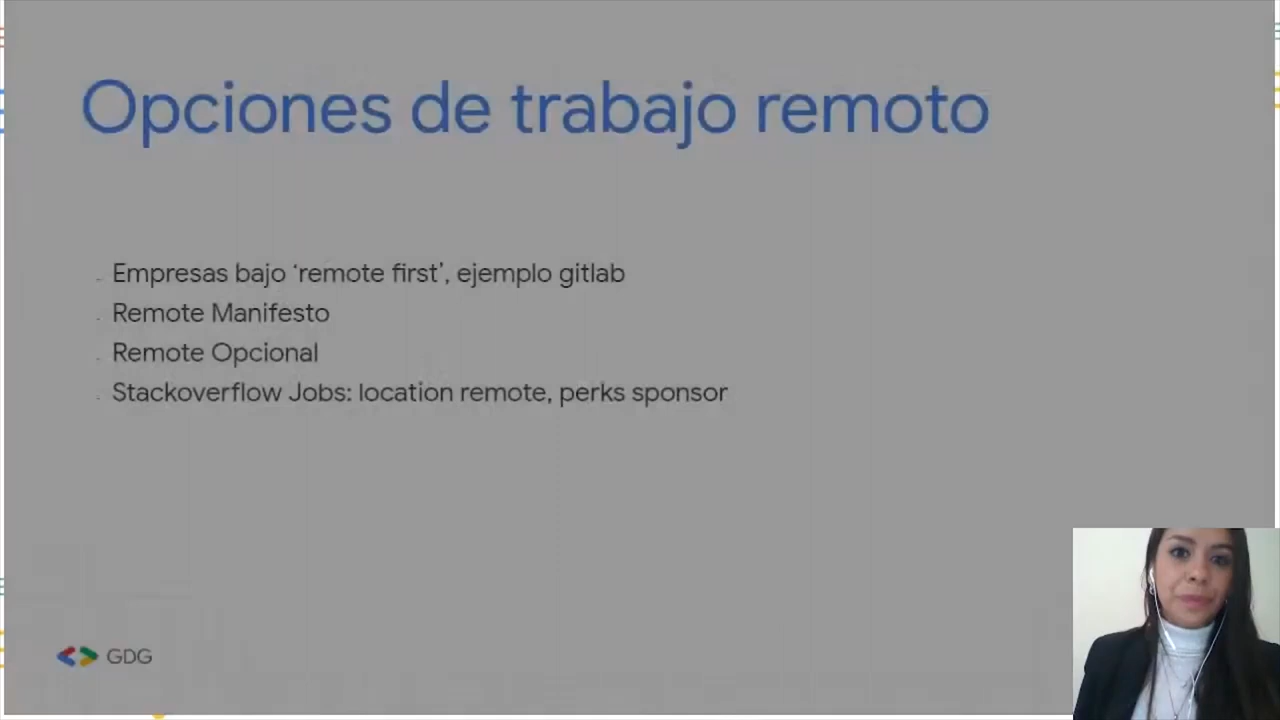 Opciones de trabajo remoto
Empresas bajo ‘remote first’, ejemplo gitlab
Remote Manifesto
Remote Opcional
Stackoverflow Jobs: location remote, perks sponsor
GDG